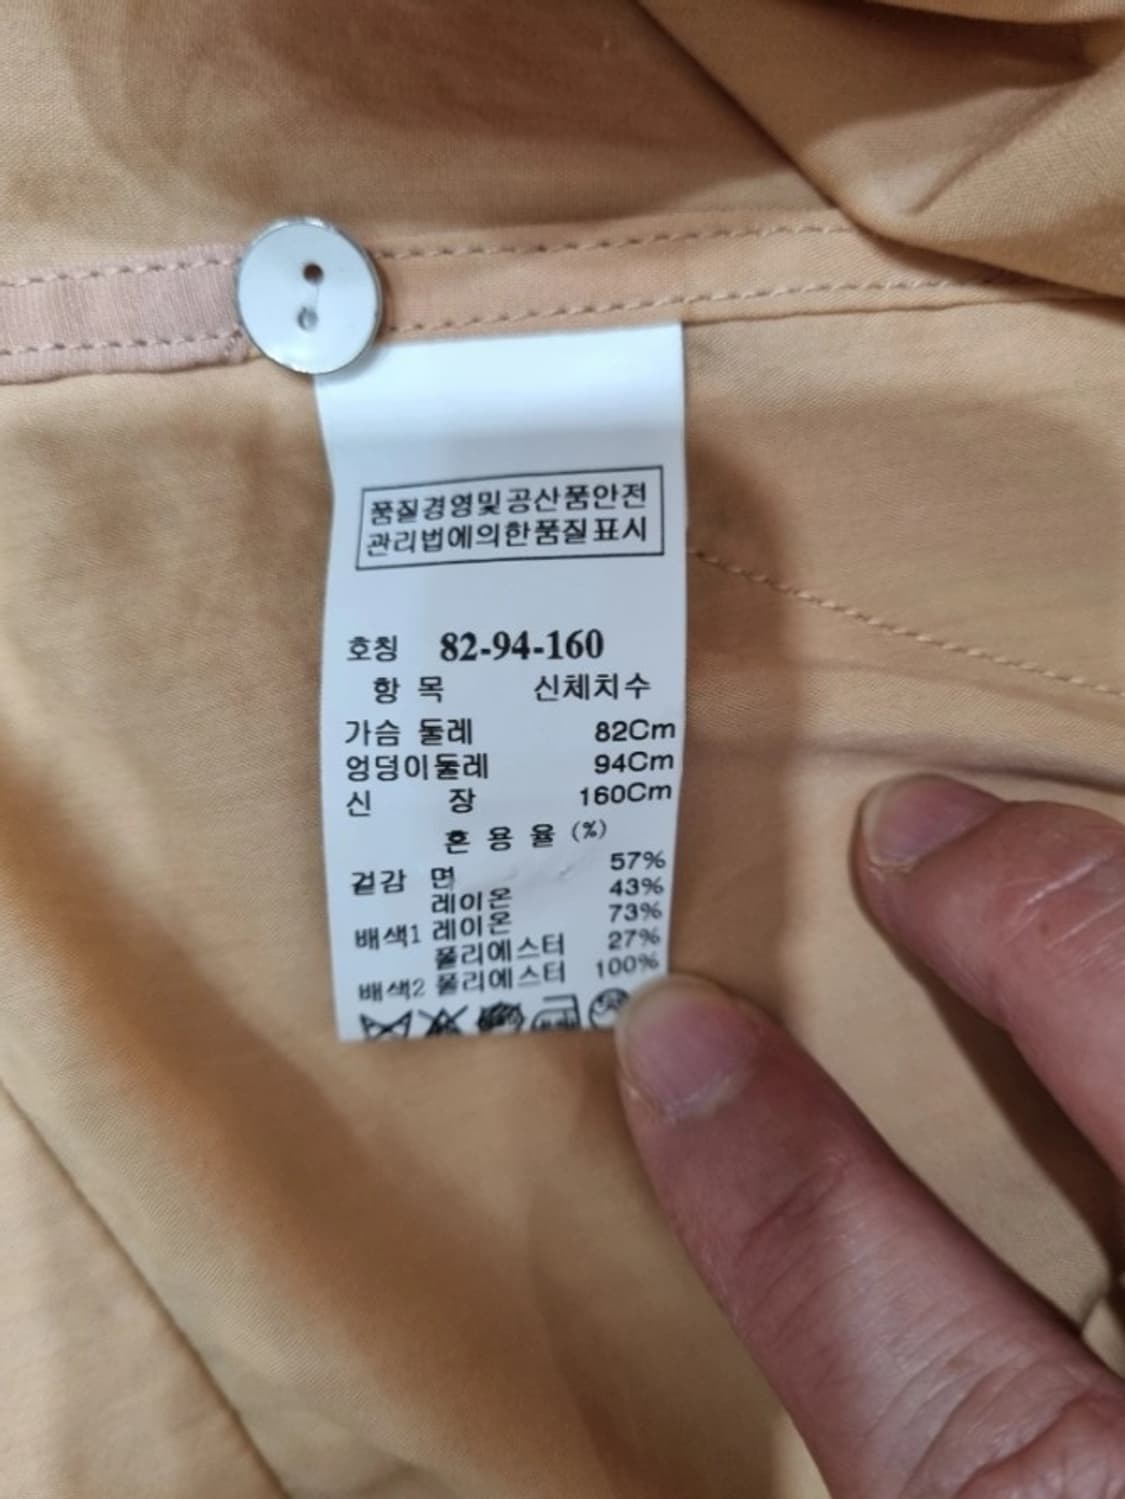 품질경영및공산품안전
관리법에의한품질표시
호칭 82-94-160
항 목 신체치수
가슴 둘레 82Cm
엉덩이둘레 94Cm
신 장 160Cm
혼 용 율 (%)
겉감 면 57%
레이온 43%
배색1 레이온 73%
폴리에스터 27%
배색2 폴리에스터 100%